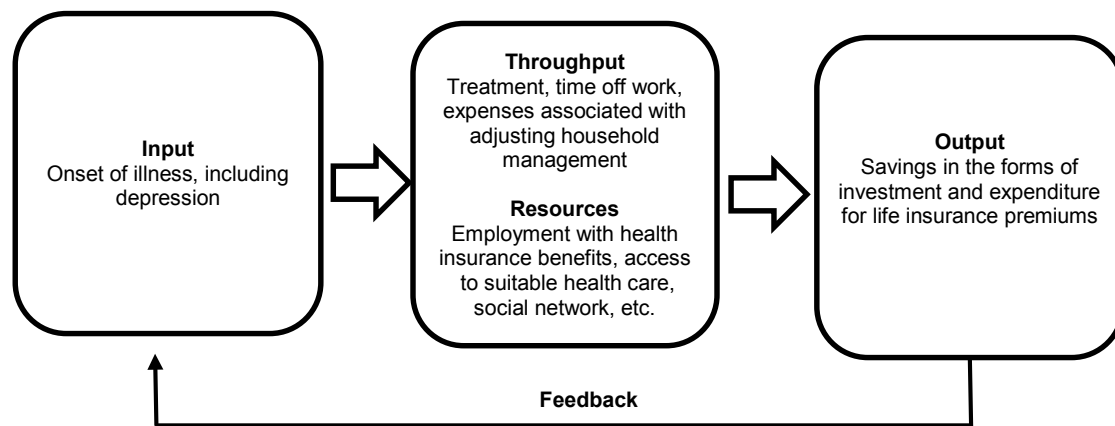 Input
Onset of illness, including
depression
Throughput
Treatment, time off work,
expenses associated with
adjusting household
management
Resources
Employment with health
insurance benefits, access
to suitable health care,
social network, etc.
Output
Savings in the forms of
investment and expenditure
for life insurance premiums
Feedback